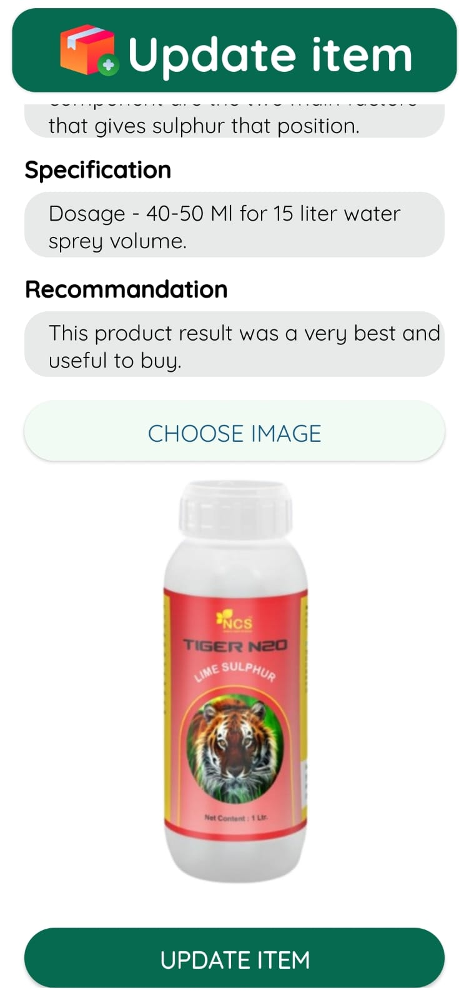 Update item
that gives sulphur that position.
Specification
Dosage - 40-50 Ml for 15 liter water
sprey volume.
Recommandation
This product result was a very best and
useful to buy.
CHOOSE IMAGE
NCS
TIGER N20
LIME SULPHUR
Net Content : 1 Ltr.
UPDATE ITEM